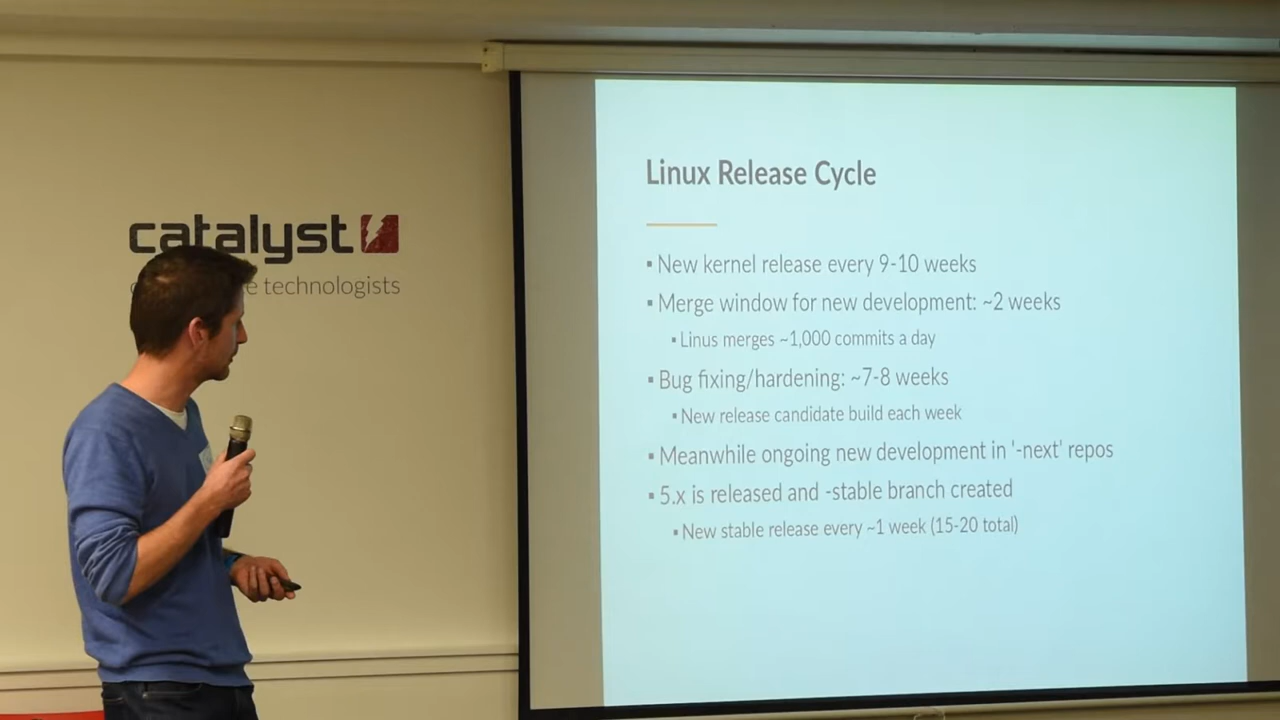 catalyst
e technologists
Linux Release Cycle
▪ New kernel release every 9-10 weeks
▪ Merge window for new development: ~2 weeks
▪ Linus merges ~1,000 commits a day
▪ Bug fixing/hardening: ~7-8 weeks
▪ New release candidate build each week
▪ Meanwhile ongoing new development in '-next' repos
▪ 5.x is released and -stable branch created
▪ New stable release every ~1 week (15-20 total)